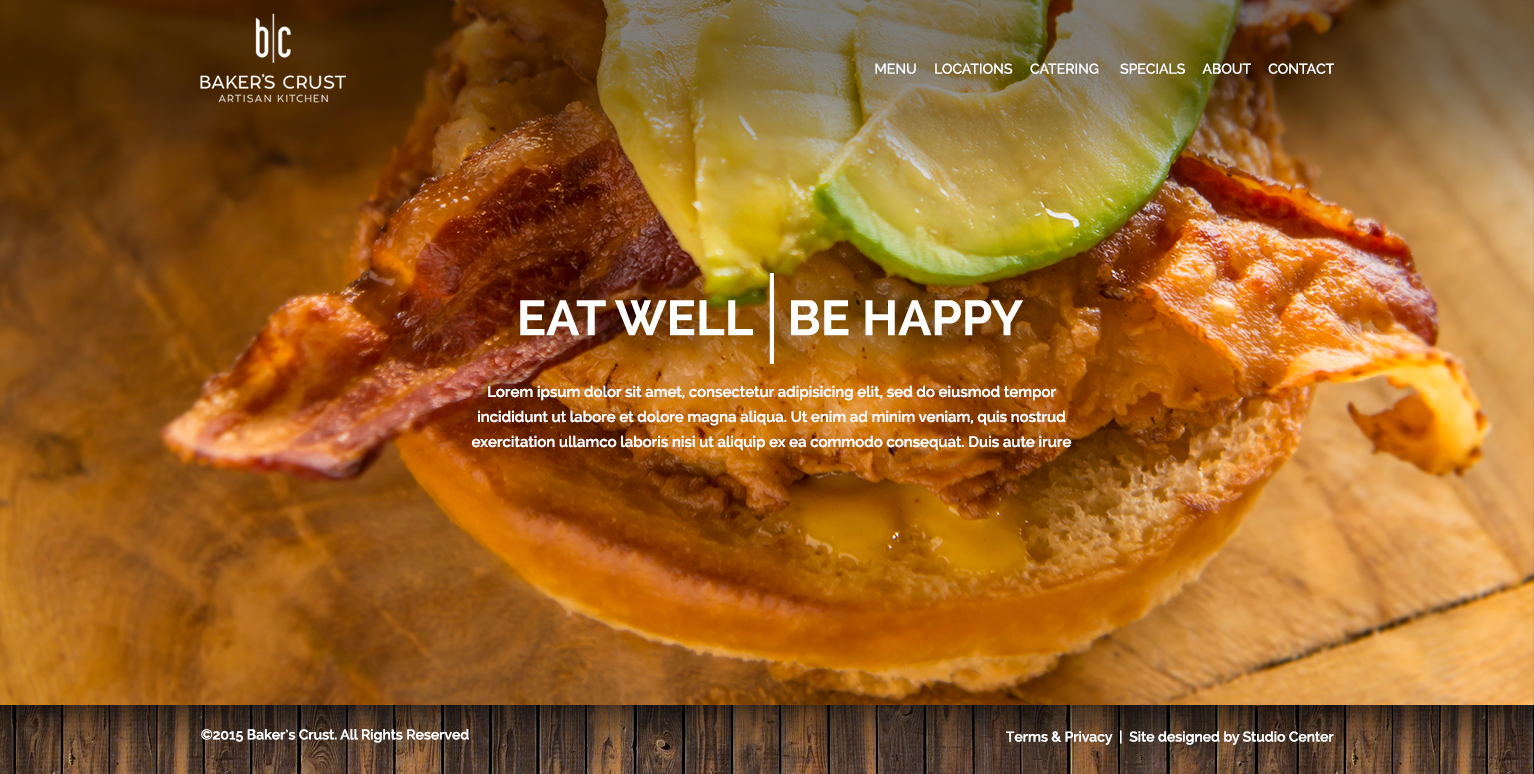 b|c
BAKER'S CRUST
ARTISAN KITCHEN
MENU LOCATIONS CATERING SPECIALS ABOUT CONTACT
EAT WELL | BE HAPPY
Lorem ipsum dolor sit amet, consectetur adipisicing elit, sed do eiusmod tempor
incididunt ut labore et dolore magna aliqua. Ut enim ad minim veniam, quis nostrud
exercitation ullamco laboris nisi ut aliquip ex ea commodo consequat. Duis aute irure
©2015 Baker's Crust. All Rights Reserved
Terms & Privacy | Site designed by Studio Center